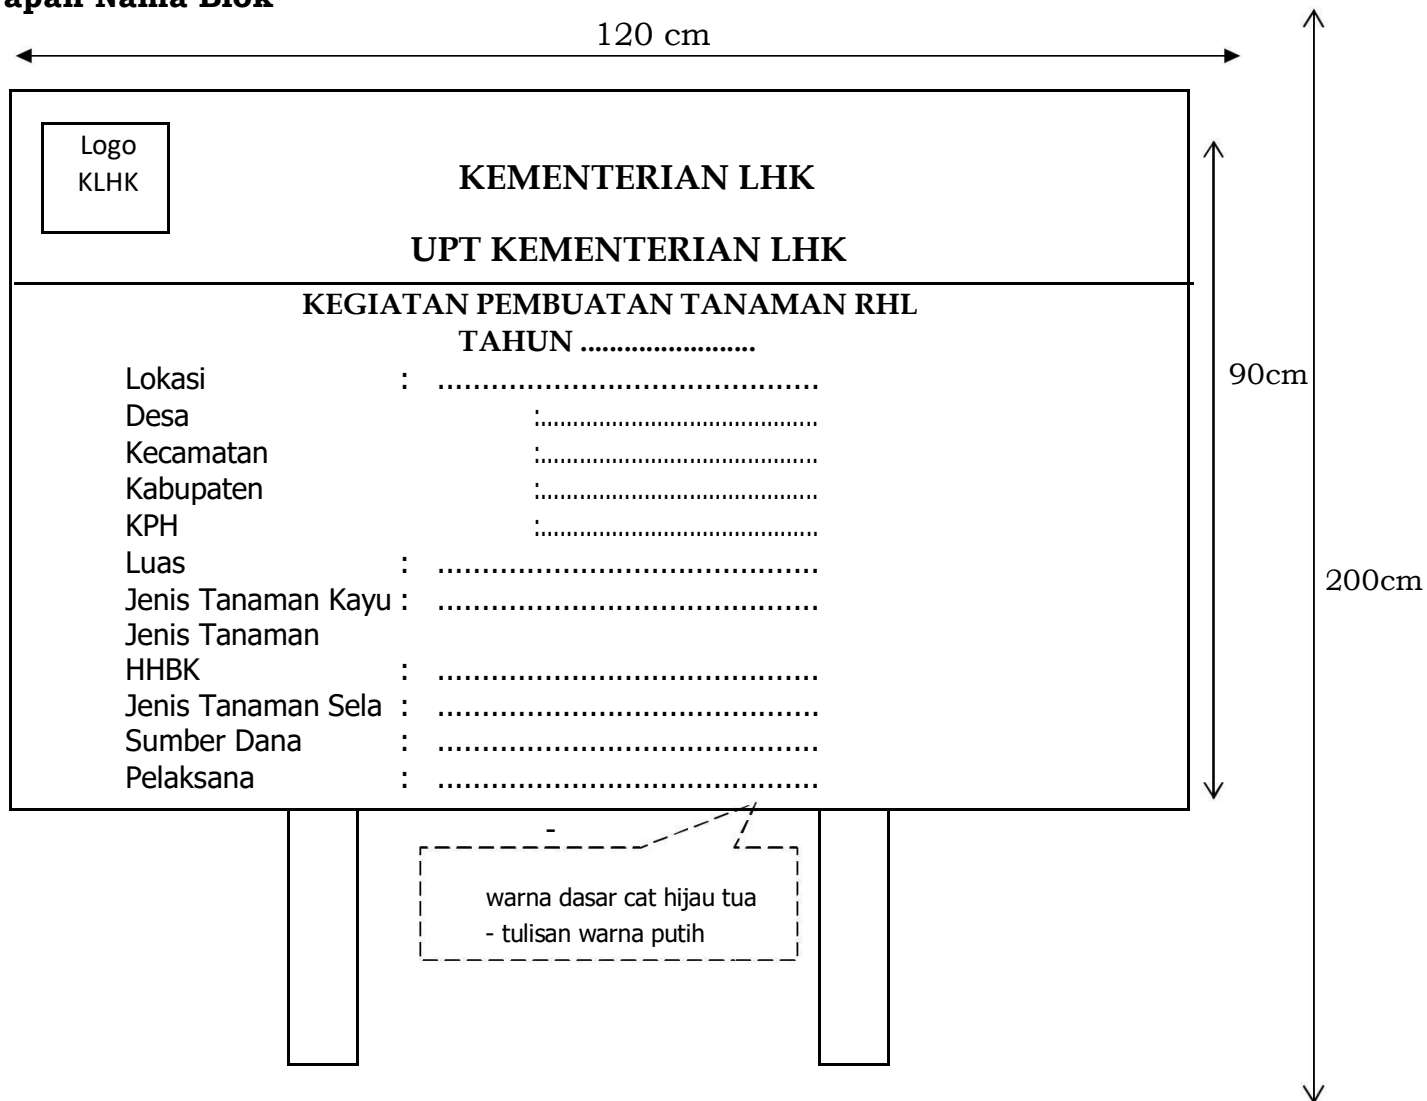 Nama Blok
120 cm
Logo
KLHK
KEMENTERIAN LHK
UPT KEMENTERIAN LHK
KEGIATAN PEMBUATAN TANAMAN RHL
TAHUN ........................
Lokasi : ...........................................
Desa :...........................................
Kecamatan :...........................................
Kabupaten :...........................................
KPH :...........................................
Luas : ...........................................
Jenis Tanaman Kayu : ...........................................
Jenis Tanaman
HHBK : ...........................................
Jenis Tanaman Sela : ...........................................
Sumber Dana : ...........................................
Pelaksana : ...........................................
90cm
200cm
-
warna dasar cat hijau tua
- tulisan warna putih